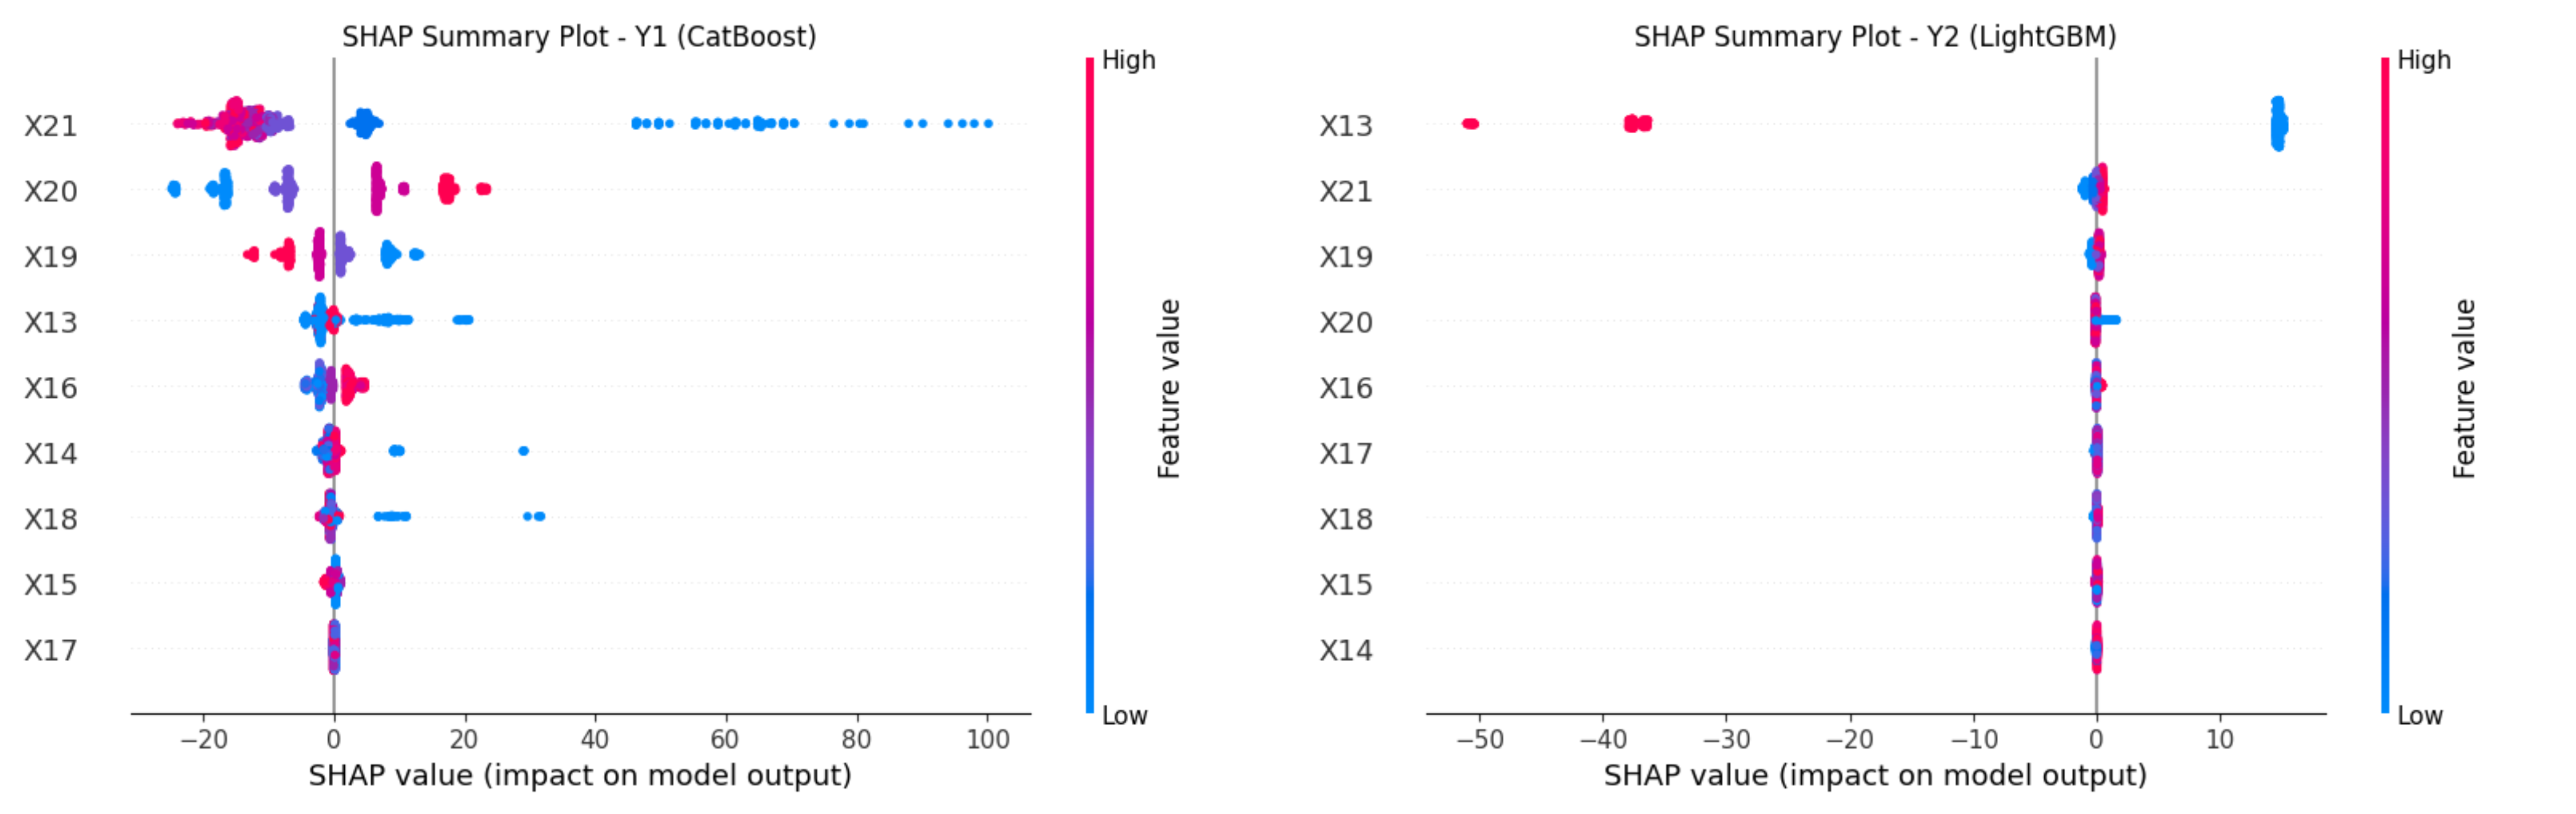 SHAP Summary Plot - Y1 (CatBoost)
High
X21
X20
X19
X13
X16
X14
X18
X15
X17
Feature value
Low
−20 0 20 40 60 80 100
SHAP value (impact on model output)
SHAP Summary Plot - Y2 (LightGBM)
High
X13
X21
X19
X20
X16
X17
X18
X15
X14
Feature value
Low
−50 −40 −30 −20 −10 0 10
SHAP value (impact on model output)